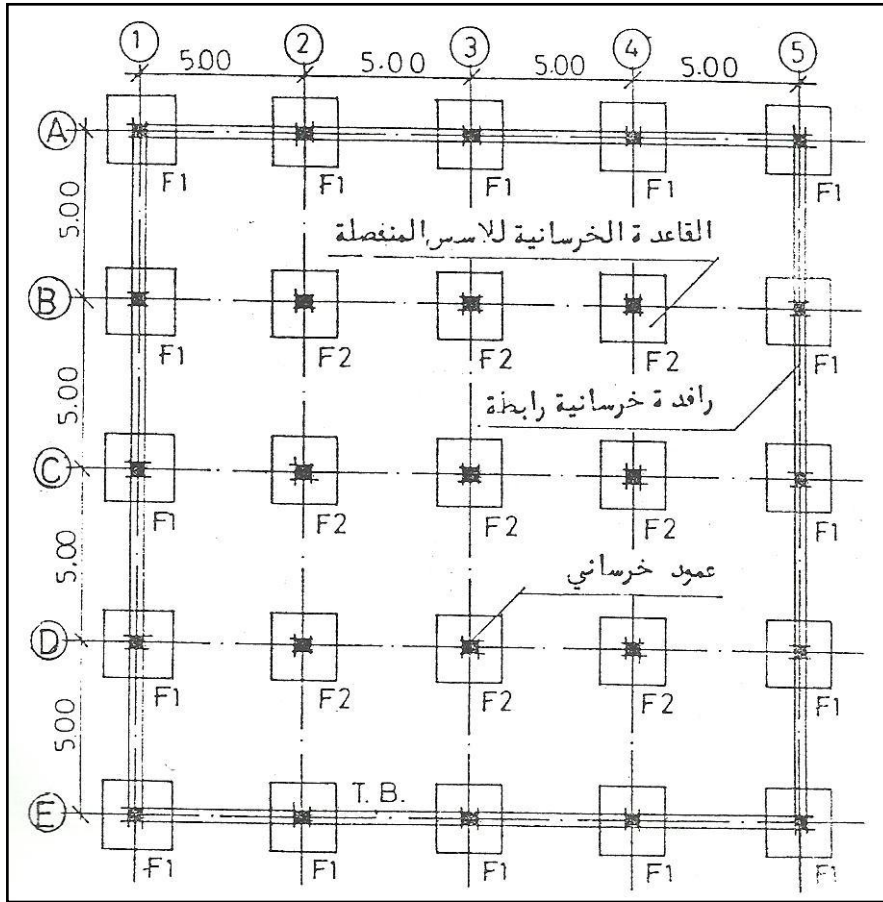 1 2 3 4 5
5.00 5.00 5.00 5.00
A
F1 F1 F1 F1 F1
5.00
القاعدة الخرسانية للاسس المنفصلة
B
F1 F2 F2 F2 F1
5.00
رافدة خرسانية رابطة
C
F1 F2 F2 F2 F1
5.00
عمود خرساني
D
F1 F2 F2 F2 F1
500
T. B.
E
F1 F1 F1 F1 F1